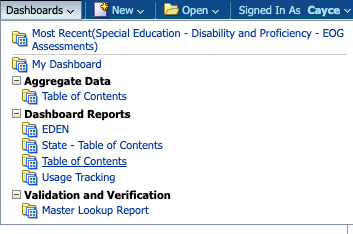 Dashboards New Open Signed In As Cayce
Most Recent(Special Education - Disability and Proficiency - EOG
Assessments)
My Dashboard
Aggregate Data
Table of Contents
Dashboard Reports
EDEN
State - Table of Contents
Table of Contents
Usage Tracking
Validation and Verification
Master Lookup Report